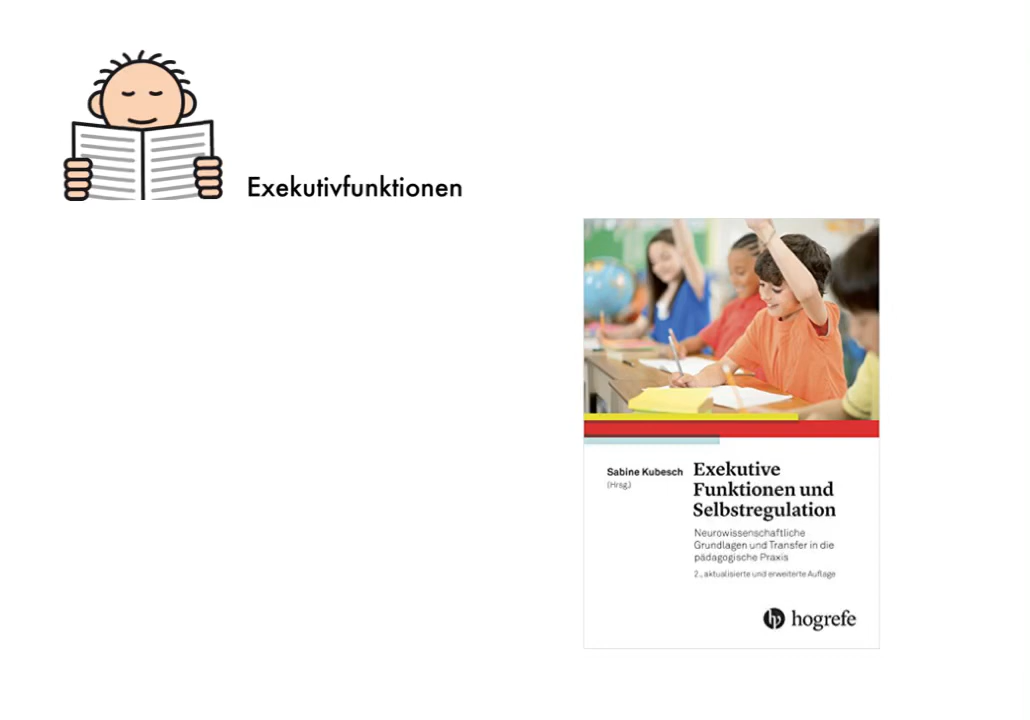 Exekutivfunktionen
Sabine Kubesch
(Hrsg.)
Exekutive
Funktionen und
Selbstregulation
Neurowissenschaftliche
Grundlagen und Transfer in die
pädagogische Praxis
2., aktualisierte und erweiterte Auflage
hogrefe